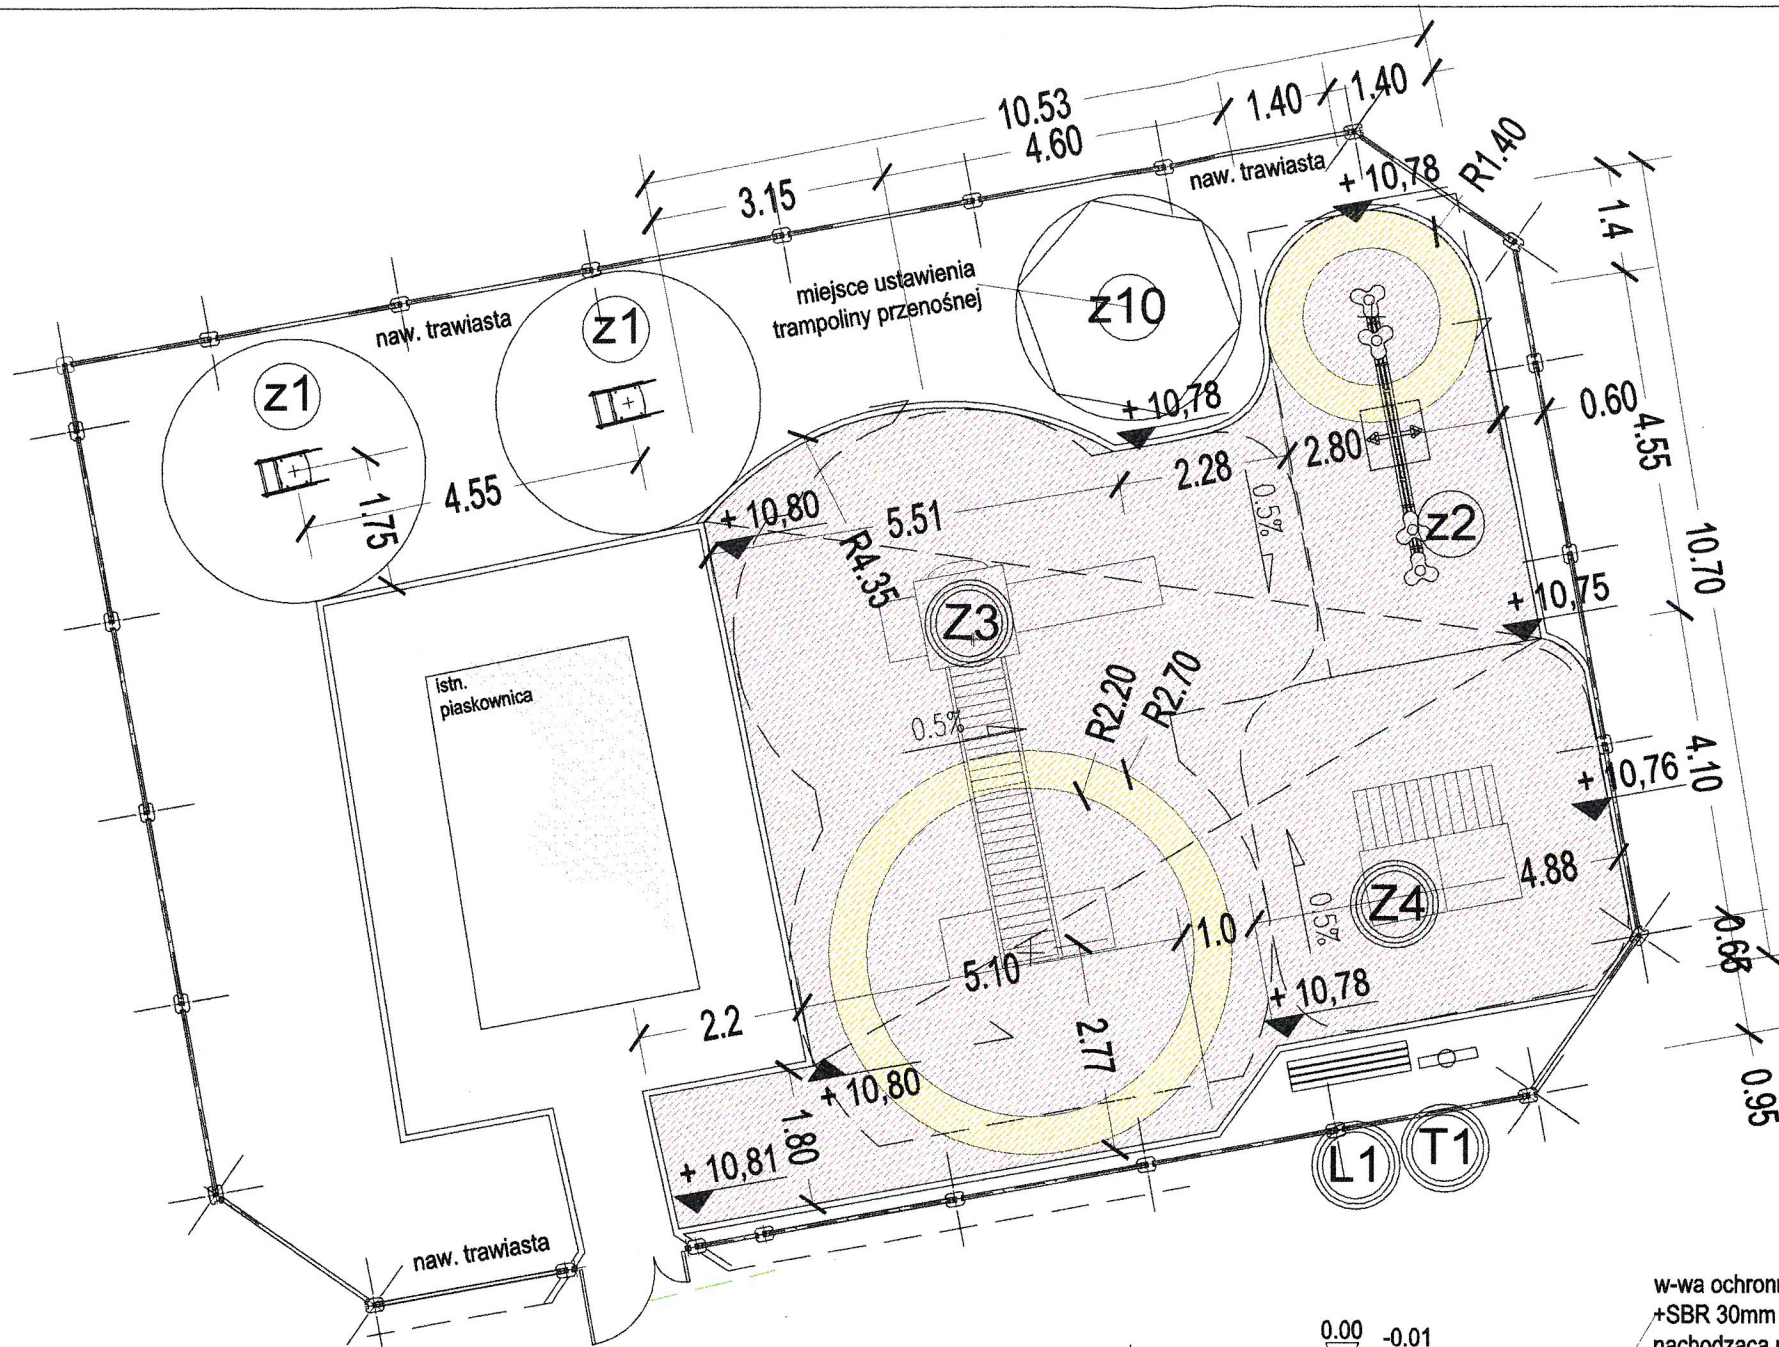 10.53
1.40
1.40
4.60
3.15
R1.40
naw. trawiasta
+ 10,78
1.4
miejsce ustawienia
trampoliny przenośnej
z10
naw. trawiasta
z1
z1
0.60
4.55
+ 10,78
2.80
2.28
0.5%
4.55
1.75
+ 10,80
5.51
z2
10.70
R4.35
+ 10,75
Z3
istn.
piaskownica
R2.20
R2.70
0.5%
4.10
+ 10,76
4.88
Z4
0.5%
1.0
0.65
5.10
+ 10,78
2.2
2.77
+ 10,80
0.95
1.80
+ 10,81
L1
T1
naw. trawiasta
w-wa ochronn
+SBR 30mm
0.00 -0.01